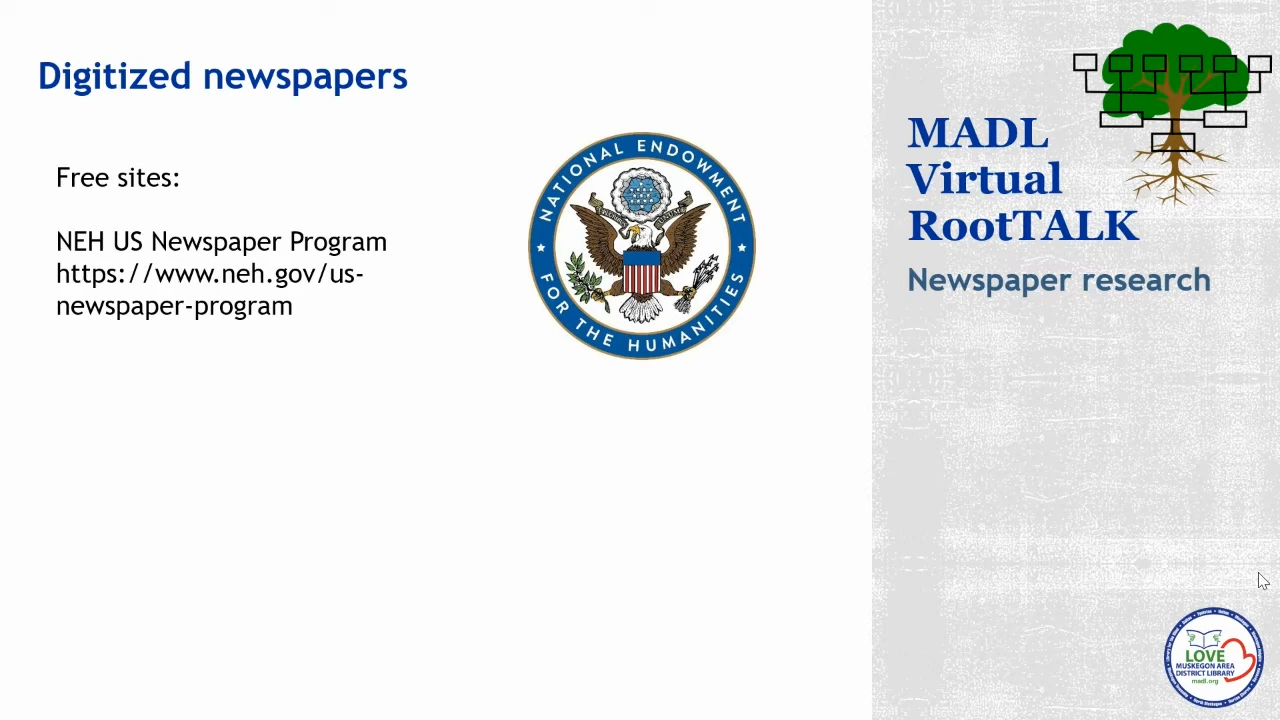 Digitized newspapers
Free sites:
NEH US Newspaper Program
https://www.neh.gov/us-
newspaper-program
NATIONAL ENDOWMENT
FOR THE HUMANITIES
MADL
Virtual
RootTALK
Newspaper research
LOVE
MUSKEGON AREA
DISTRICT LIBRARY
madl.org